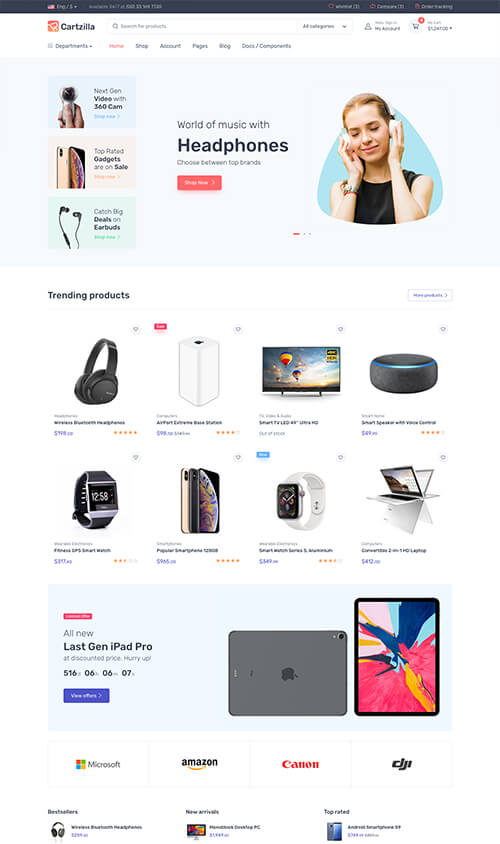 Eng / $
Available 24/7 at (00) 33 169 7720
Wishlist (3)
Compare (3)
Order tracking
Cartzilla
Search for products
All categories
Hello, Sign in
My Account
4
My Cart
$1,247.00
Departments
Home
Shop
Account
Pages
Blog
Docs / Components
Next Gen
Video with
360 Cam
Shop now
Top Rated
Gadgets
are on Sale
Shop now
Catch Big
Deals on
Earbuds
Shop now
World of music with
Headphones
Choose between top brands
Shop Now
Trending products
More products
Headphones
Wireless Bluetooth Headphones
$198.00
Sale
Computers
AirPort Extreme Base Station
$98.50
4K
HDR
TV, Video & Audio
Smart TV LED 49" Ultra HD
Out of stock
Smart home
Smart Speaker with Voice Control
$49.99
Wearable Electronics
Fitness GPS Smart Watch
$317.40
Smartphones
Popular Smartphone 128GB
$965.00
New
Wearable Electronics
Smart Watch Series 5, Aluminium
$349.99
Computers
Convertible 2-in-1 HD Laptop
$412.00
Limited Offer
All new
Last Gen iPad Pro
at discounted price. Hurry up!
516d 06h 06m 07s
View offers
Microsoft
amazon
Canon
dji
Bestsellers
Wireless Bluetooth Headphones
$259.00
New arrivals
Monoblock Desktop PC
$1,949.00
Top rated
Android Smartphone S9
$749.99